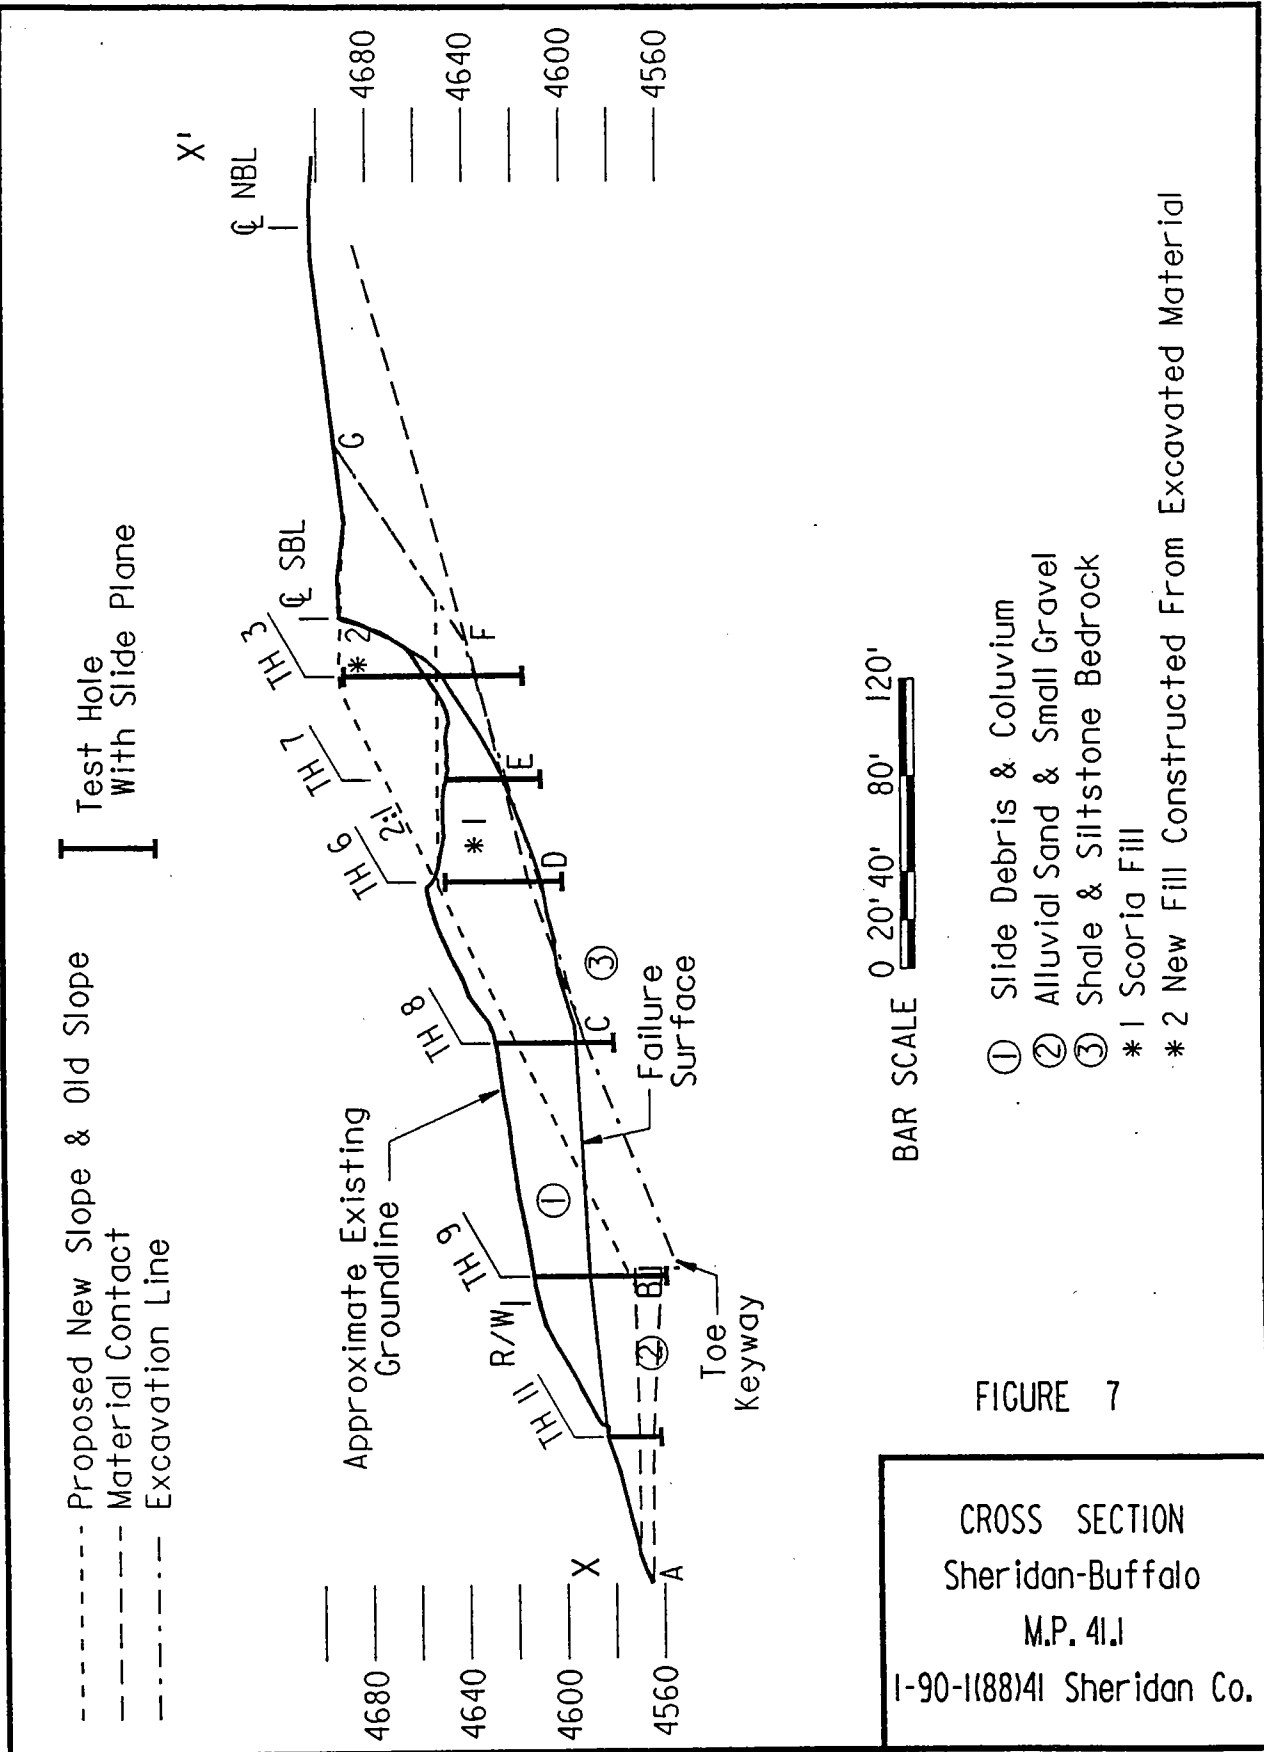 ------- Proposed New Slope & Old Slope
— — — — Material Contact
—·—·— Excavation Line
Test Hole
With Slide Plane
X'
℄ NBL
℄ SBL
4680
4640
4600
4560
4680
4640
4600
4560
TH 3
TH 7
TH 6
TH 8
TH 9
TH 11
2:1
R/W
Approximate Existing
Groundline
* 2
* 1
①
②
③
G
F
E
D
C
B
A
X
Failure
Surface
Toe
Keyway
BAR SCALE
0 20' 40' 80' 120'
① Slide Debris & Coluvium
② Alluvial Sand & Small Gravel
③ Shale & Siltstone Bedrock
* 1 Scoria Fill
* 2 New Fill Constructed From Excavated Material
FIGURE 7
CROSS SECTION
Sheridan-Buffalo
M.P. 41.1
I-90-1(88)41 Sheridan Co.